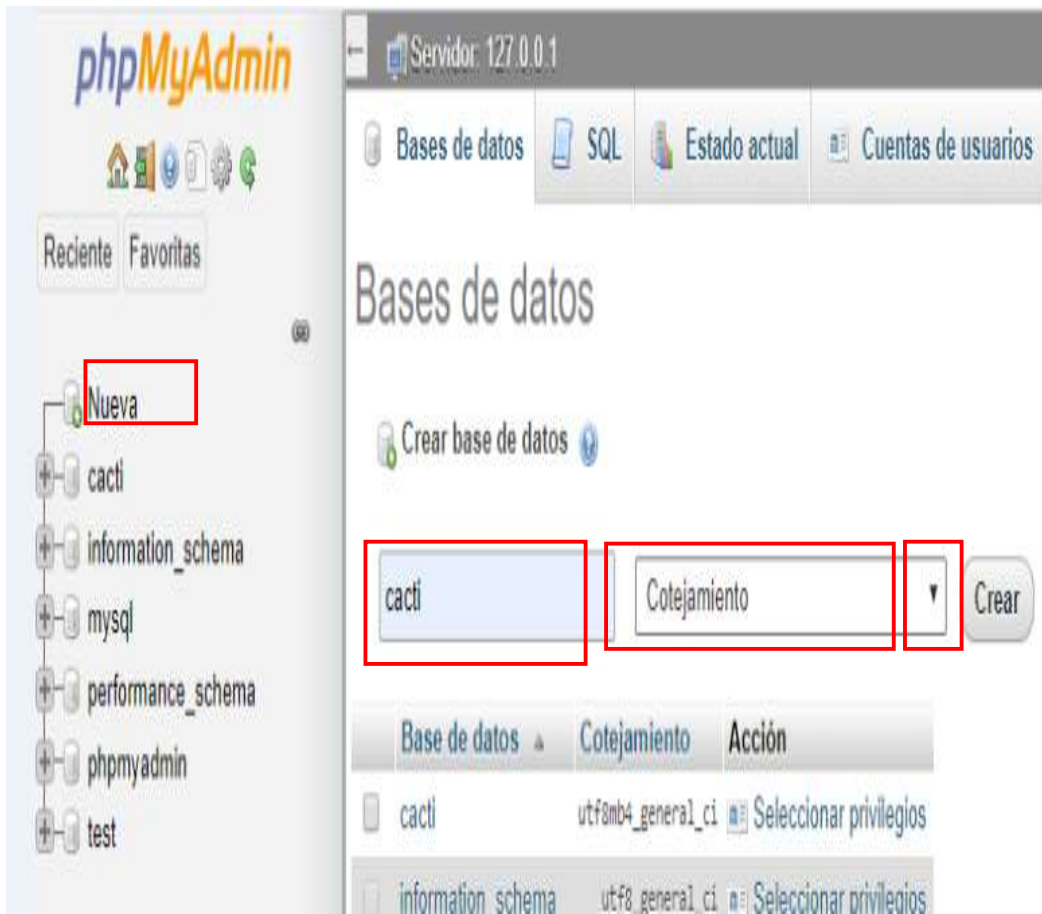 phpMyAdmin
Reciente Favoritas
Nueva
cacti
information_schema
mysql
performance_schema
phpmyadmin
test
Servidor: 127.0.0.1
Bases de datos SQL Estado actual Cuentas de usuarios
Bases de datos
Crear base de datos
cacti Cotejamiento Crear
Base de datos Cotejamiento Acción
cacti utf8mb4_general_ci Seleccionar privilegios
information_schema utf8_general_ci Seleccionar privilegios